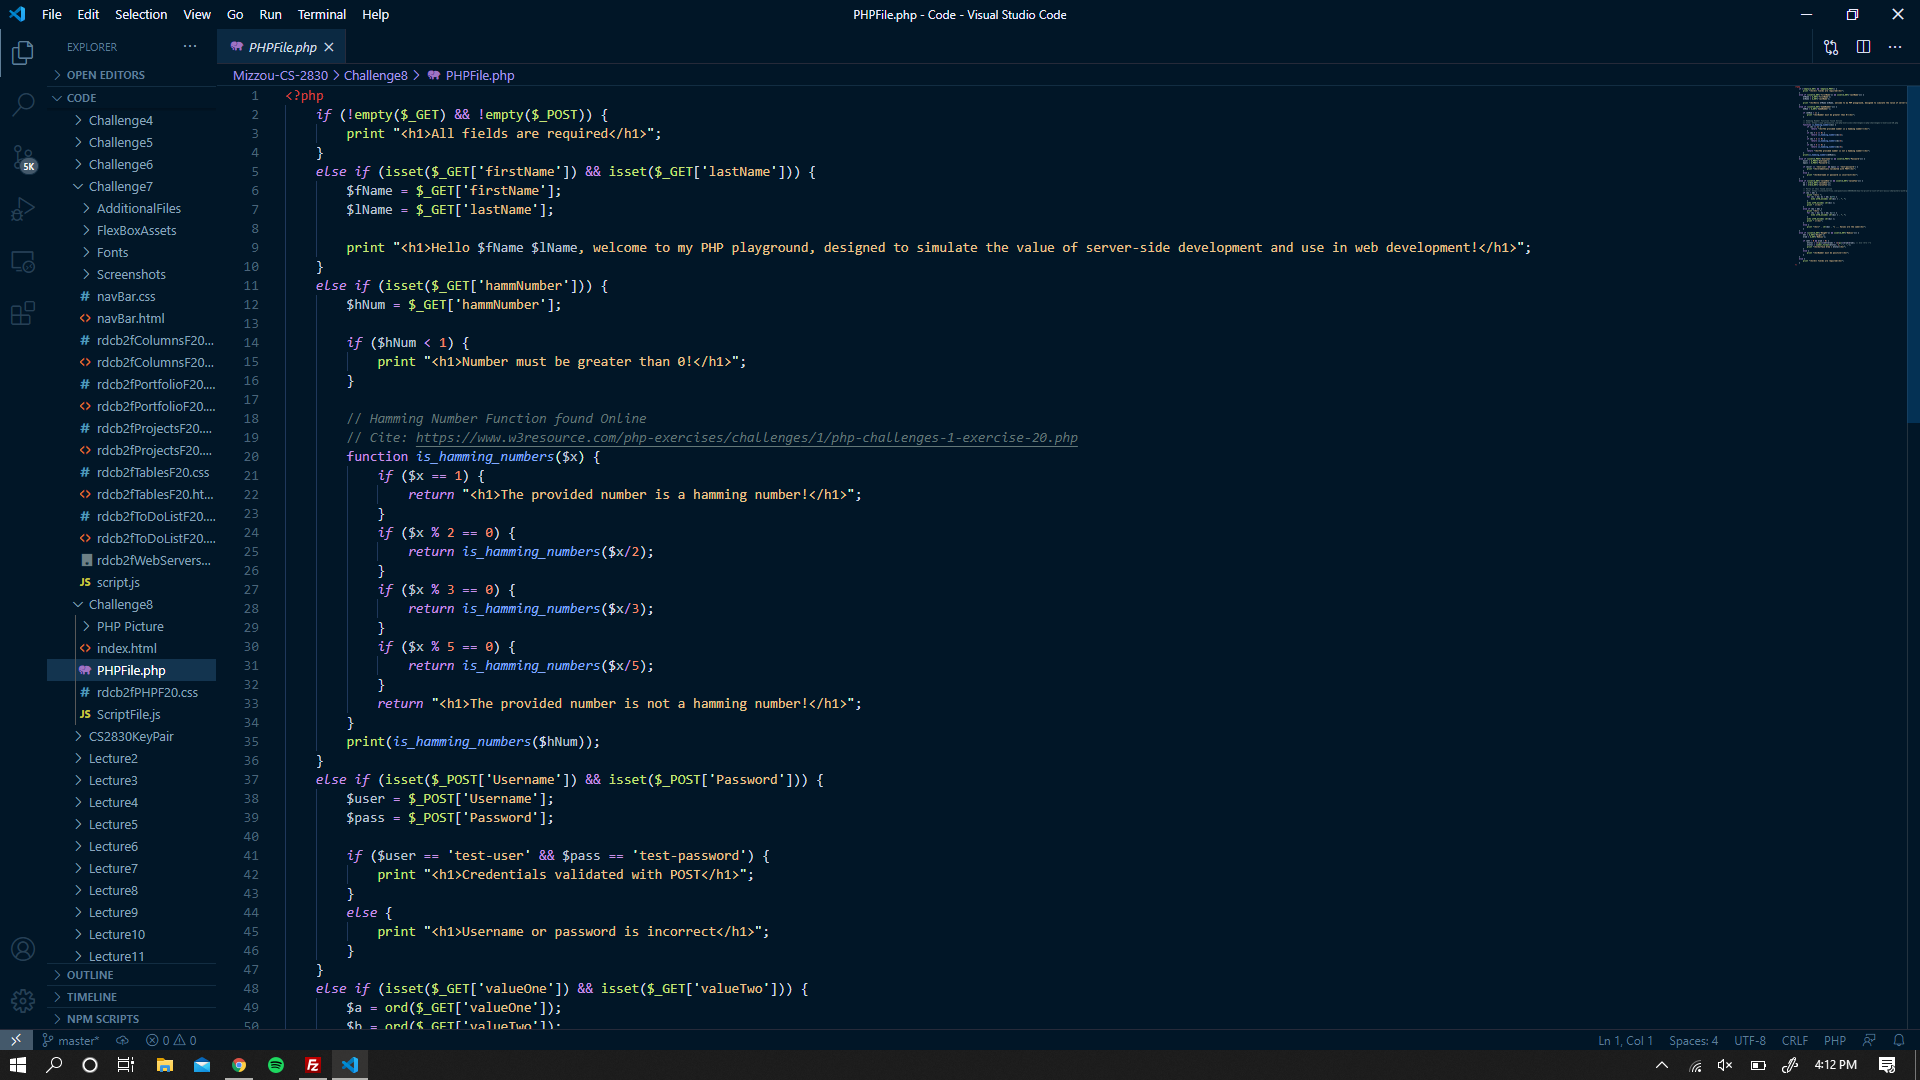 File Edit Selection View Go Run Terminal Help
PHPFile.php - Code - Visual Studio Code
EXPLORER
PHPFile.php
OPEN EDITORS
Mizzou-CS-2830 > Challenge8 > PHPFile.php
CODE
Challenge4
Challenge5
Challenge6
5K
Challenge7
AdditionalFiles
FlexBoxAssets
Fonts
Screenshots
# navBar.css
<> navBar.html
# rdcb2fColumnsF20...
<> rdcb2fColumnsF20...
# rdcb2fPortfolioF20....
<> rdcb2fPortfolioF20....
# rdcb2fProjectsF20....
<> rdcb2fProjectsF20....
# rdcb2fTablesF20.css
<> rdcb2fTablesF20.ht...
# rdcb2fToDoListF20....
<> rdcb2fToDoListF20....
rdcb2fWebServers...
JS script.js
Challenge8
PHP Picture
<> index.html
PHPFile.php
# rdcb2fPHPF20.css
JS ScriptFile.js
CS2830KeyPair
Lecture2
Lecture3
Lecture4
Lecture5
Lecture6
Lecture7
Lecture8
Lecture9
Lecture10
Lecture11
OUTLINE
TIMELINE
NPM SCRIPTS
1 <?php
2 if (!empty($_GET) && !empty($_POST)) {
3 print "<h1>All fields are required</h1>";
4 }
5 else if (isset($_GET['firstName']) && isset($_GET['lastName'])) {
6 $fName = $_GET['firstName'];
7 $lName = $_GET['lastName'];
8
9 print "<h1>Hello $fName $lName, welcome to my PHP playground, designed to simulate the value of server-side development and use in web development!</h1>";
10 }
11 else if (isset($_GET['hammNumber'])) {
12 $hNum = $_GET['hammNumber'];
13
14 if ($hNum < 1) {
15 print "<h1>Number must be greater than 0!</h1>";
16 }
17
18 // Hamming Number Function found Online
19 // Cite: https://www.w3resource.com/php-exercises/challenges/1/php-challenges-1-exercise-20.php
20 function is_hamming_numbers($x) {
21 if ($x == 1) {
22 return "<h1>The provided number is a hamming number!</h1>";
23 }
24 if ($x % 2 == 0) {
25 return is_hamming_numbers($x/2);
26 }
27 if ($x % 3 == 0) {
28 return is_hamming_numbers($x/3);
29 }
30 if ($x % 5 == 0) {
31 return is_hamming_numbers($x/5);
32 }
33 return "<h1>The provided number is not a hamming number!</h1>";
34 }
35 print(is_hamming_numbers($hNum));
36 }
37 else if (isset($_POST['Username']) && isset($_POST['Password'])) {
38 $user = $_POST['Username'];
39 $pass = $_POST['Password'];
40
41 if ($user == 'test-user' && $pass == 'test-password') {
42 print "<h1>Credentials validated with POST</h1>";
43 }
44 else {
45 print "<h1>Username or password is incorrect</h1>";
46 }
47 }
48 else if (isset($_GET['valueOne']) && isset($_GET['valueTwo'])) {
49 $a = ord($_GET['valueOne']);
50 $b = ord($_GET['valueTwo']);
master* 0 0
Ln 1, Col 1 Spaces: 4 UTF-8 CRLF PHP
4:12 PM